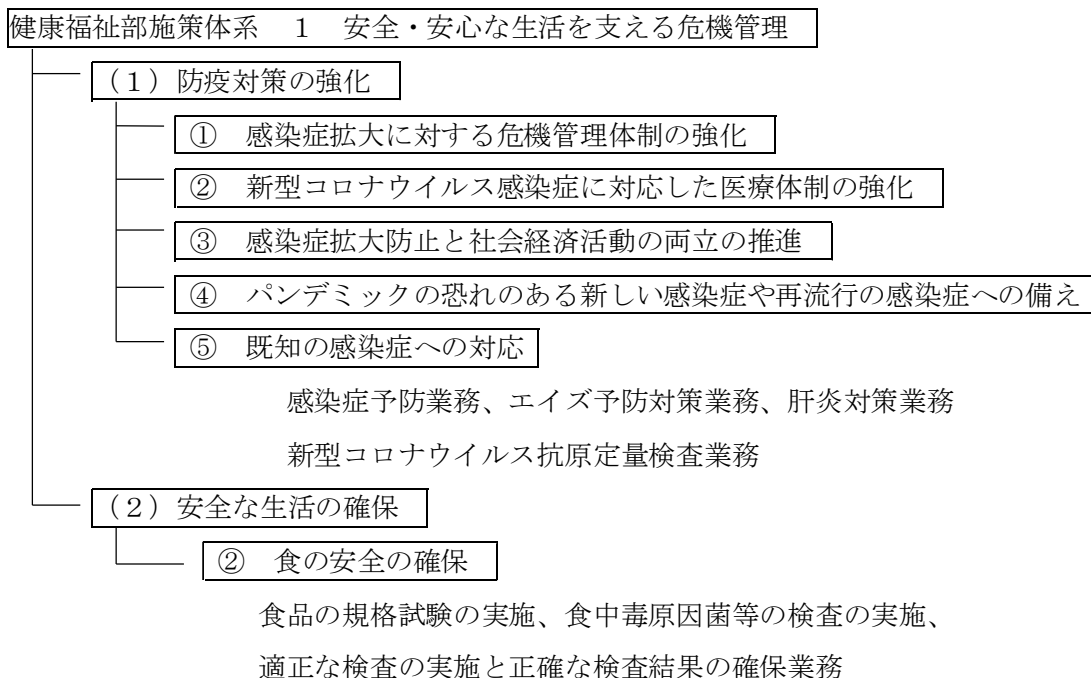 健康福祉部施策体系　１　安全・安心な生活を支える危機管理
（１）防疫対策の強化
①　感染症拡大に対する危機管理体制の強化
②　新型コロナウイルス感染症に対応した医療体制の強化
③　感染症拡大防止と社会経済活動の両立の推進
④　パンデミックの恐れのある新しい感染症や再流行の感染症への備え
⑤　既知の感染症への対応
感染症予防業務、エイズ予防対策業務、肝炎対策業務
新型コロナウイルス抗原定量検査業務
（２）安全な生活の確保
②　食の安全の確保
食品の規格試験の実施、食中毒原因菌等の検査の実施、
適正な検査の実施と正確な検査結果の確保業務